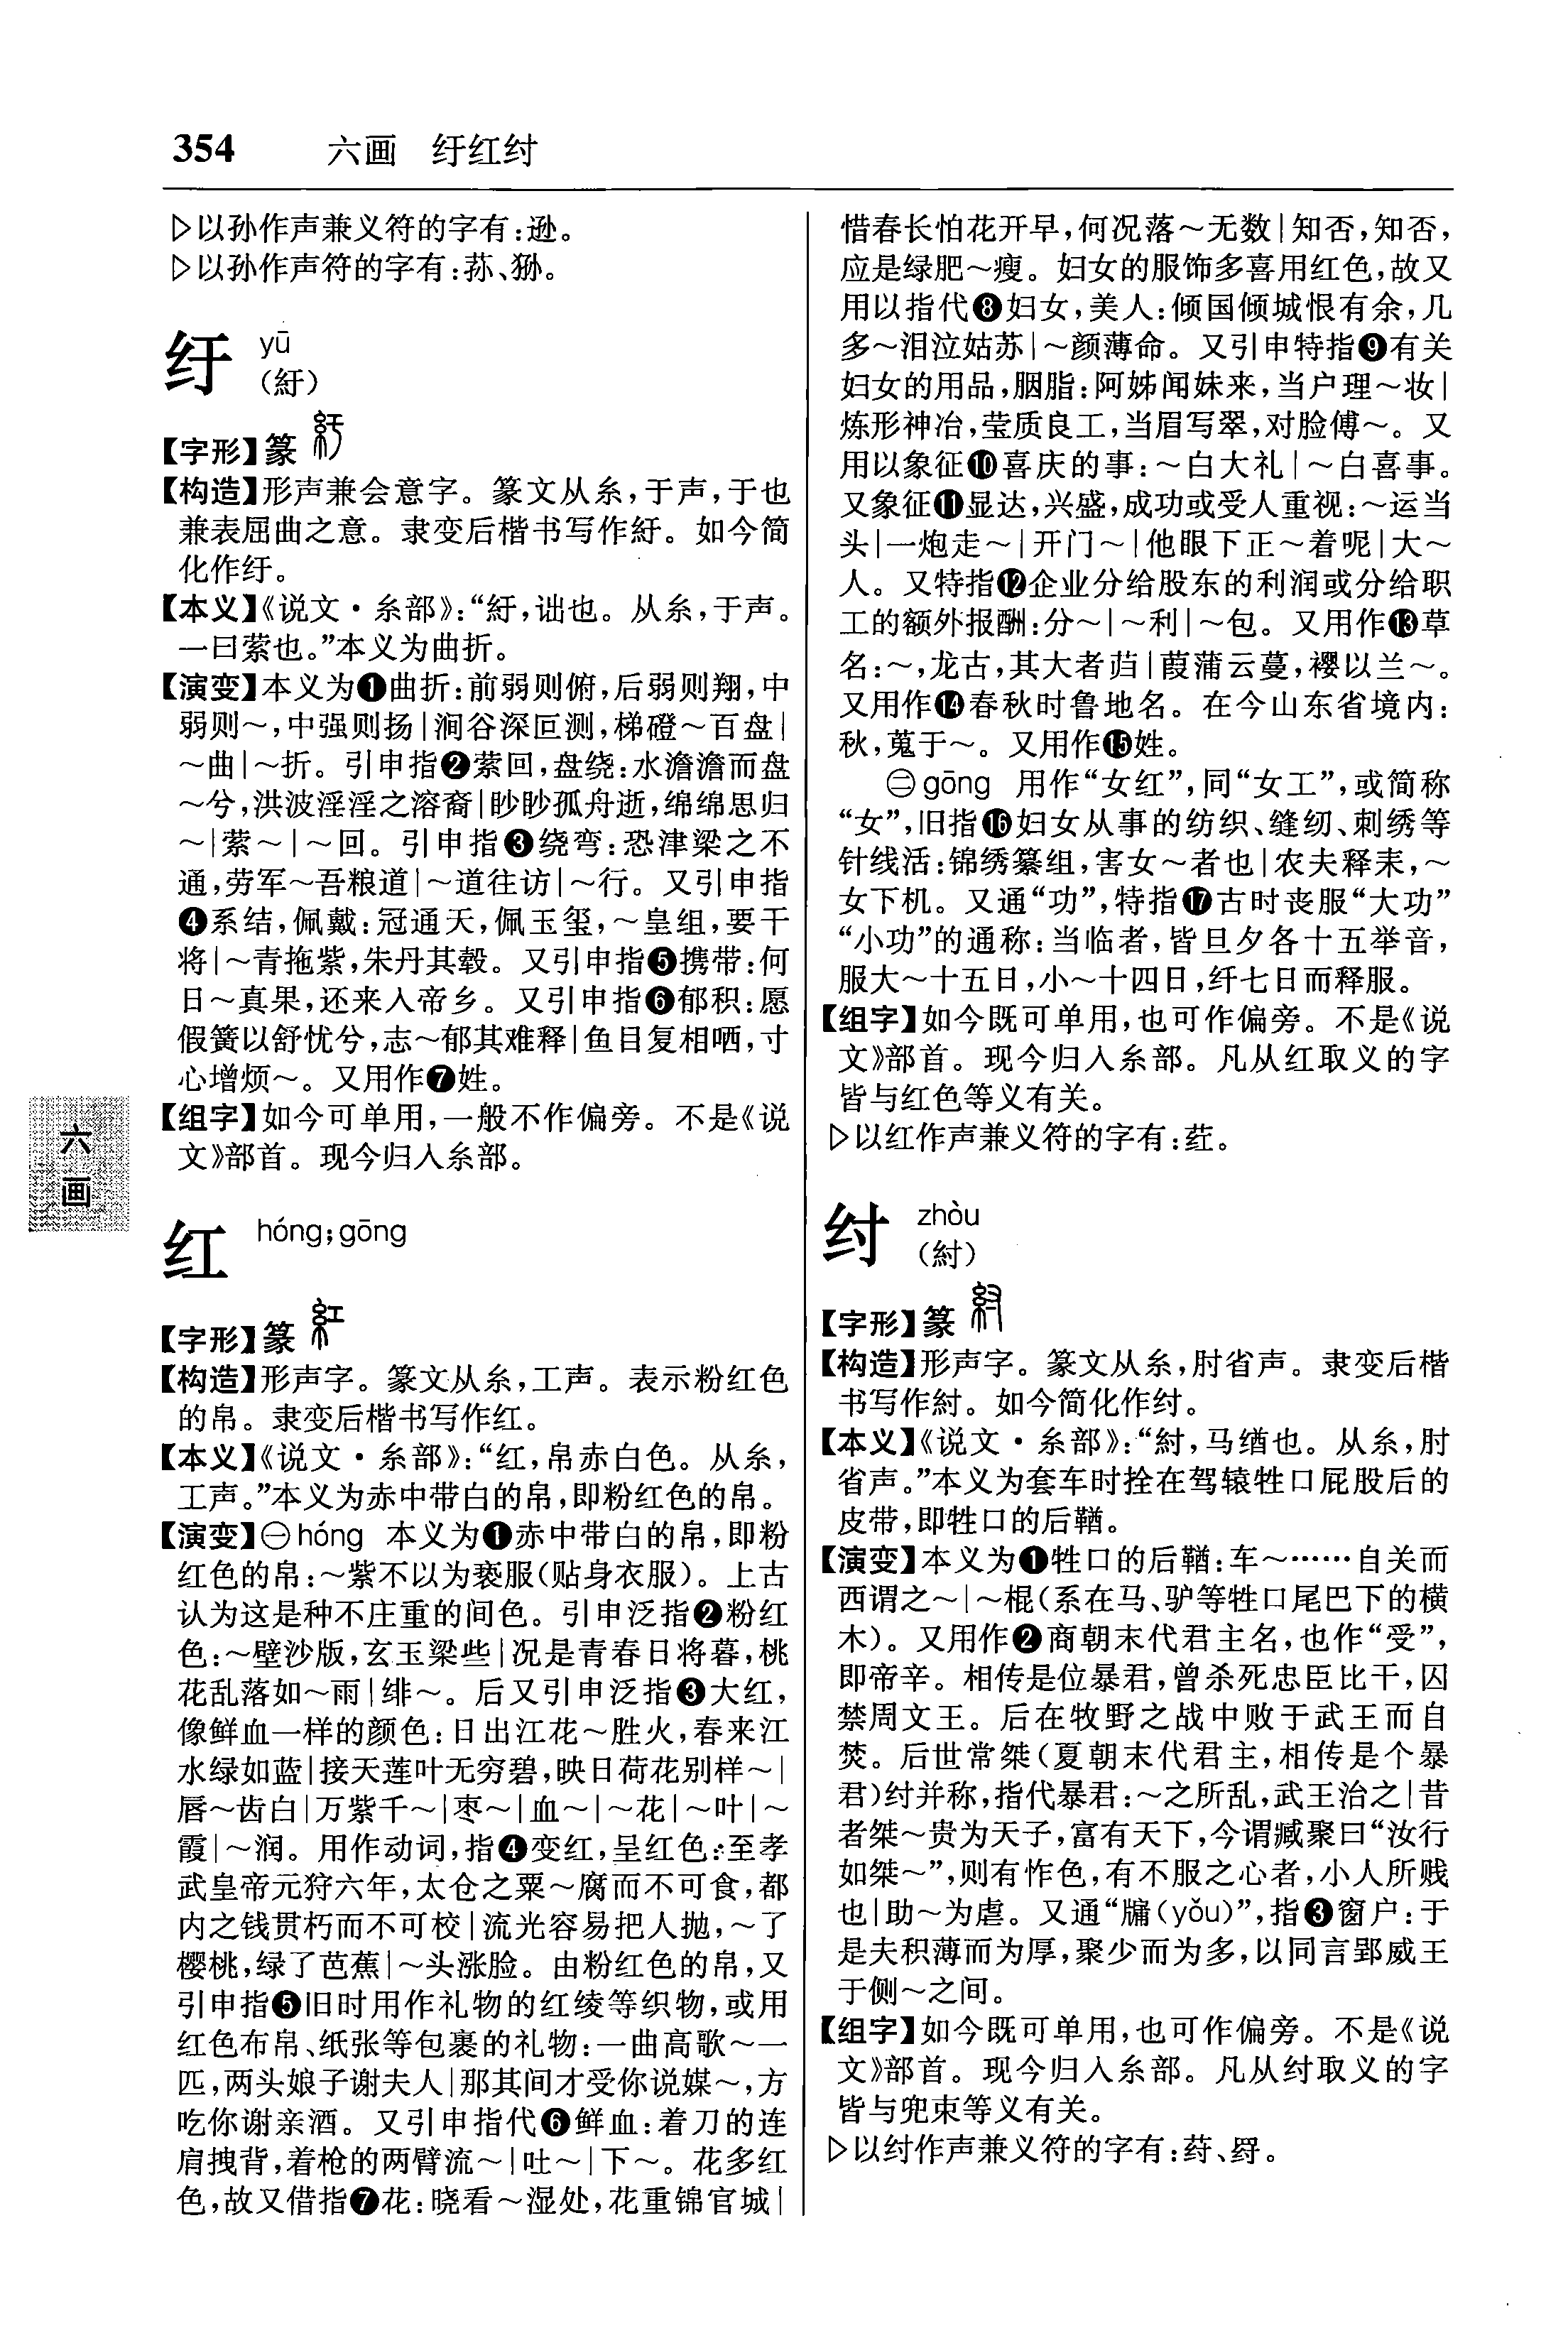 354 六画 纡红纣
▷以孙作声兼义符的字有:逊。
▷以孙作声符的字有:荪、狲。
纡 yū
(紆)
【字形】篆
【构造】形声兼会意字。篆文从糸,于声,于也
兼表屈曲之意。隶变后楷书写作紆。如今简
化作纡。
【本义】《说文·糸部》:“紆,诎也。从糸,于声。
一曰萦也。”本义为曲折。
【演变】本义为❶曲折:前弱则俯,后弱则翔,中
弱则～,中强则扬|涧谷深叵测,梯磴～百盘|
～曲|～折。引申指❷萦回,盘绕:水澹澹而盘
～兮,洪波淫淫之溶裔|眇眇孤舟逝,绵绵思归
～|萦～|～回。引申指❸绕弯:恐津梁之不
通,劳军～吾粮道|～道往访|～行。又引申指
❹系结,佩戴:冠通天,佩玉玺,～皇组,要干
将|～青拖紫,朱丹其毂。又引申指❺携带:何
日～真果,还来入帝乡。又引申指❻郁积:愿
假簧以舒忧兮,志～郁其难释|鱼目复相哂,寸
心增烦～。又用作❼姓。
【组字】如今可单用,一般不作偏旁。不是《说
文》部首。现今归入糸部。
红 hóng;gōng
【字形】篆
【构造】形声字。篆文从糸,工声。表示粉红色
的帛。隶变后楷书写作红。
【本义】《说文·糸部》:“红,帛赤白色。从糸,
工声。”本义为赤中带白的帛,即粉红色的帛。
【演变】㊀hóng 本义为❶赤中带白的帛,即粉
红色的帛:～紫不以为亵服(贴身衣服)。上古
认为这是种不庄重的间色。引申泛指❷粉红
色:～壁沙版,玄玉梁些|况是青春日将暮,桃
花乱落如～雨|绯～。后又引申泛指❸大红,
像鲜血一样的颜色:日出江花～胜火,春来江
水绿如蓝|接天莲叶无穷碧,映日荷花别样～|
唇～齿白|万紫千～|枣～|血～|～花|～叶|～
霞|～润。用作动词,指❹变红,呈红色:至孝
武皇帝元狩六年,太仓之粟～腐而不可食,都
内之钱贯朽而不可校|流光容易把人抛,～了
樱桃,绿了芭蕉|～头涨脸。由粉红色的帛,又
引申指❺旧时用作礼物的红绫等织物,或用
红色布帛、纸张等包裹的礼物:一曲高歌～一
匹,两头娘子谢夫人|那其间才受你说媒～,方
吃你谢亲酒。又引申指代❻鲜血:着刀的连
肩拽背,着枪的两臂流～|吐～|下～。花多红
色,故又借指❼花:晓看～湿处,花重锦官城|
惜春长怕花开早,何况落～无数|知否,知否,
应是绿肥～瘦。妇女的服饰多喜用红色,故又
用以指代❽妇女,美人:倾国倾城恨有余,几
多～泪泣姑苏|～颜薄命。又引申特指❾有关
妇女的用品,胭脂:阿姊闻妹来,当户理～妆|
炼形神冶,莹质良工,当眉写翠,对脸傅～。又
用以象征❿喜庆的事:～白大礼|～白喜事。
又象征⓫显达,兴盛,成功或受人重视:～运当
头|一炮走～|开门～|他眼下正～着呢|大～
人。又特指⓬企业分给股东的利润或分给职
工的额外报酬:分～|～利|～包。又用作⓭草
名:～,龙古,其大者蘬|葭蒲云蔓,䙬以兰～。
又用作⓮春秋时鲁地名。在今山东省境内:
秋,蒐于～。又用作⓯姓。
㊁gōng 用作“女红”,同“女工”,或简称
“女”,旧指⓰妇女从事的纺织、缝纫、刺绣等
针线活:锦绣纂组,害女～者也|农夫释耒,～
女下机。又通“功”,特指⓱古时丧服“大功”
“小功”的通称:当临者,皆旦夕各十五举音,
服大～十五日,小～十四日,纤七日而释服。
【组字】如今既可单用,也可作偏旁。不是《说
文》部首。现今归入糸部。凡从红取义的字
皆与红色等义有关。
▷以红作声兼义符的字有:荭。
纣 zhòu
(紂)
【字形】篆
【构造】形声字。篆文从糸,肘省声。隶变后楷
书写作紂。如今简化作纣。
【本义】《说文·糸部》:“紂,马缗也。从糸,肘
省声。”本义为套车时拴在驾辕牲口屁股后的
皮带,即牲口的后鞧。
【演变】本义为❶牲口的后鞧:车～……自关而
西谓之～|～棍(系在马、驴等牲口尾巴下的横
木)。又用作❷商朝末代君主名,也作“受”,
即帝辛。相传是位暴君,曾杀死忠臣比干,囚
禁周文王。后在牧野之战中败于武王而自
焚。后世常桀(夏朝末代君主,相传是个暴
君)纣并称,指代暴君:～之所乱,武王治之|昔
者桀～贵为天子,富有天下,今谓臧聚曰“汝行
如桀～”,则有怍色,有不服之心者,小人所贱
也|助～为虐。又通“牖(yǒu)”,指❸窗户:于
是夫积薄而为厚,聚少而为多,以同言郢威王
于侧～之间。
【组字】如今既可单用,也可作偏旁。不是《说
文》部首。现今归入糸部。凡从纣取义的字
皆与兜束等义有关。
▷以纣作声兼义符的字有:荮、䍖。
六画